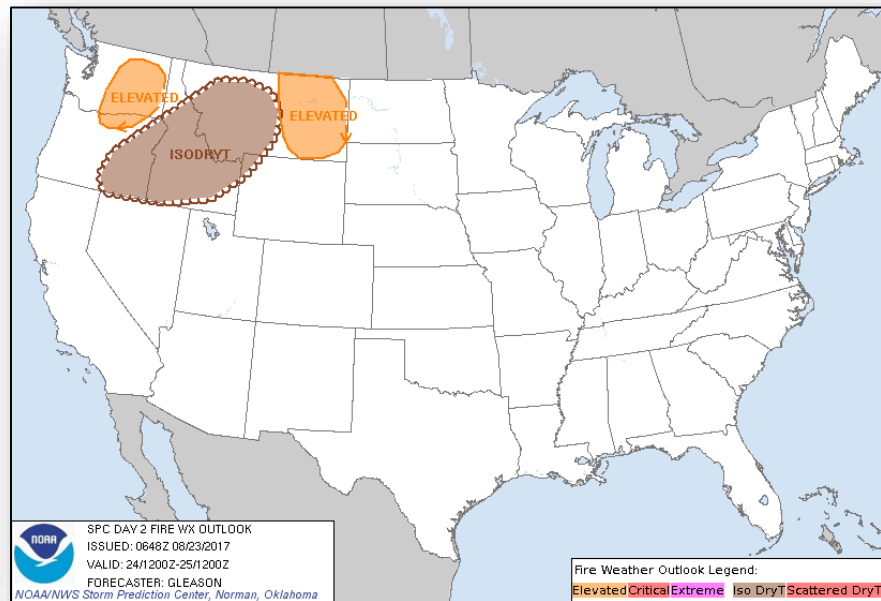 ELEVATED
ELEVATED
ISODRYT
NOAA
SPC DAY 2 FIRE WX OUTLOOK
ISSUED: 0648Z 08/23/2017
VALID: 24/1200Z-25/1200Z
FORECASTER: GLEASON
NOAA/NWS Storm Prediction Center, Norman, Oklahoma
Fire Weather Outlook Legend:
Elevated Critical Extreme Iso DryT Scattered DryT